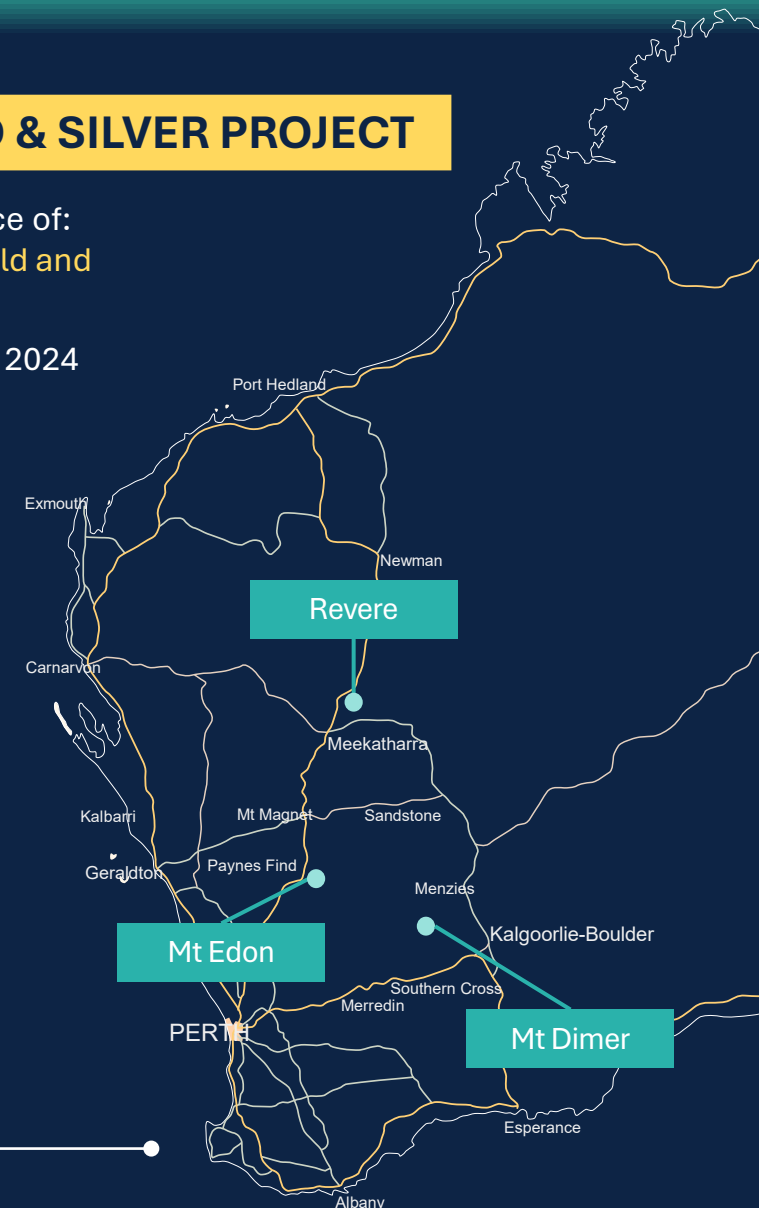 & SILVER PROJECT
ce of:
ld and
2024
Port Hedland
Exmouth
Newman
Revere
Carnarvon
Meekatharra
Kalbarri
Mt Magnet
Sandstone
Paynes Find
Geraldton
Menzies
Kalgoorlie-Boulder
Mt Edon
Southern Cross
Merredin
PERTH
Mt Dimer
Esperance
Albany